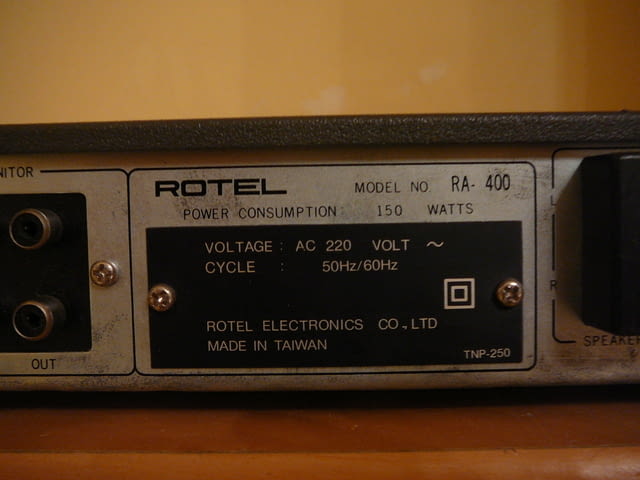 NITOR
ROTEL MODEL NO. RA-400
POWER CONSUMPTION 150 WATTS
VOLTAGE : AC 220 VOLT ~
CYCLE : 50Hz/60Hz
ROTEL ELECTRONICS CO.,LTD
MADE IN TAIWAN
TNP-250
OUT
R
SPEAKER